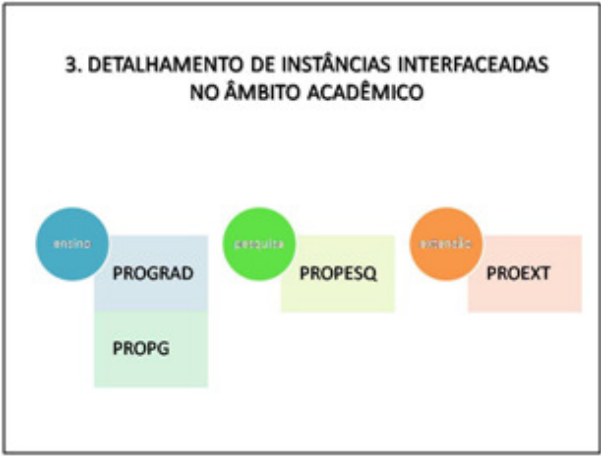 3. DETALHAMENTO DE INSTÂNCIAS INTERFACEADAS
NO ÂMBITO ACADÊMICO
ensino
PROGRAD
PROPG
pesquisa
PROPESQ
extensão
PROEXT